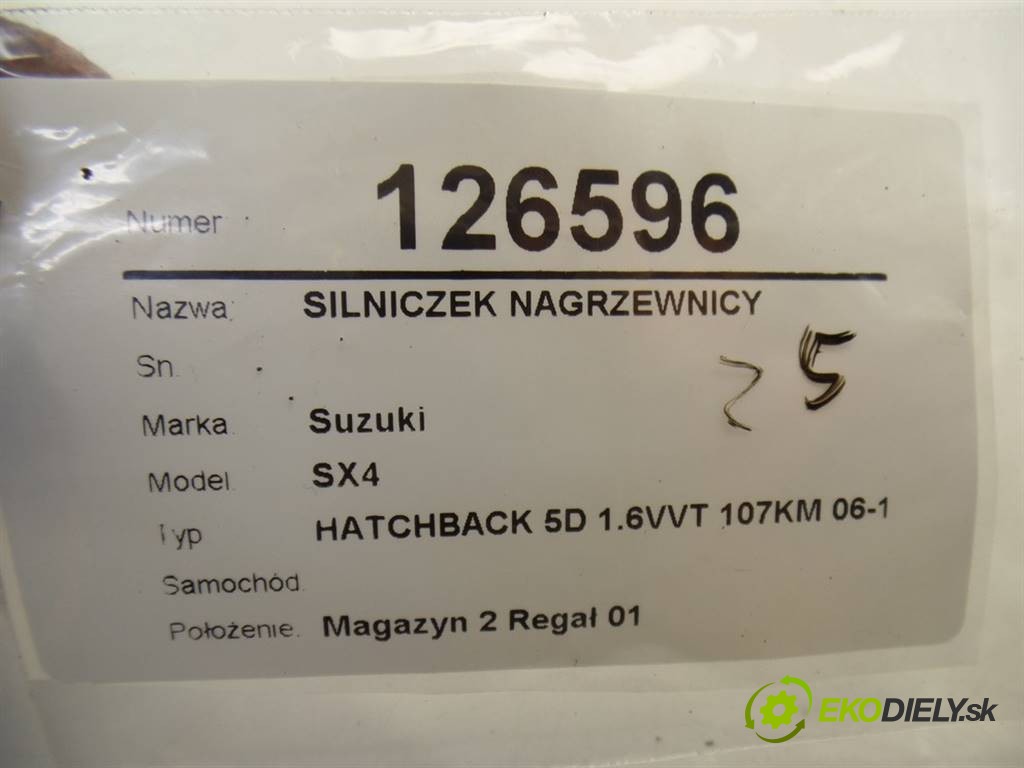 Numer 126596
Nazwa: SILNICZEK NAGRZEWNICY
25
Sn.
Marka. Suzuki
Model. SX4
Typ HATCHBACK 5D 1.6VVT 107KM 06-1
Samochód.
Położenie. Magazyn 2 Regał 01
EKODIELY.sk